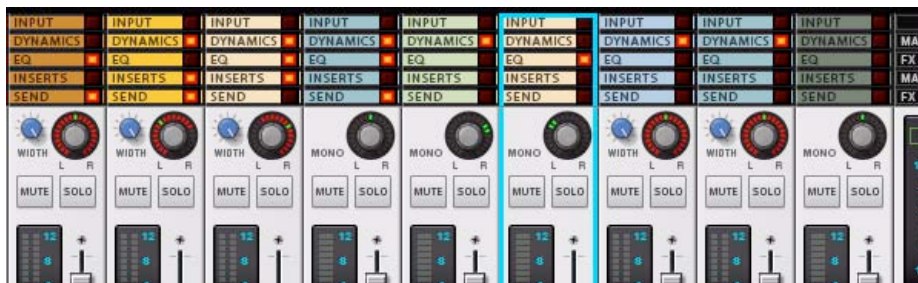 INPUT INPUT INPUT INPUT INPUT INPUT INPUT INPUT INPUT
DYNAMICS DYNAMICS DYNAMICS DYNAMICS DYNAMICS DYNAMICS DYNAMICS DYNAMICS DYNAMICS MA
EQ EQ EQ EQ EQ EQ EQ EQ EQ FX
INSERTS INSERTS INSERTS INSERTS INSERTS INSERTS INSERTS INSERTS INSERTS MA
SEND SEND SEND SEND SEND SEND SEND SEND SEND FX
WIDTH WIDTH WIDTH MONO MONO MONO WIDTH WIDTH MONO
L R L R L R L R L R L R L R L R L R
MUTE SOLO MUTE SOLO MUTE SOLO MUTE SOLO MUTE SOLO MUTE SOLO MUTE SOLO MUTE SOLO MUTE SOLO
12 12 12 12 12 12 12 12 12
8 8 8 8 8 8 8 8 8